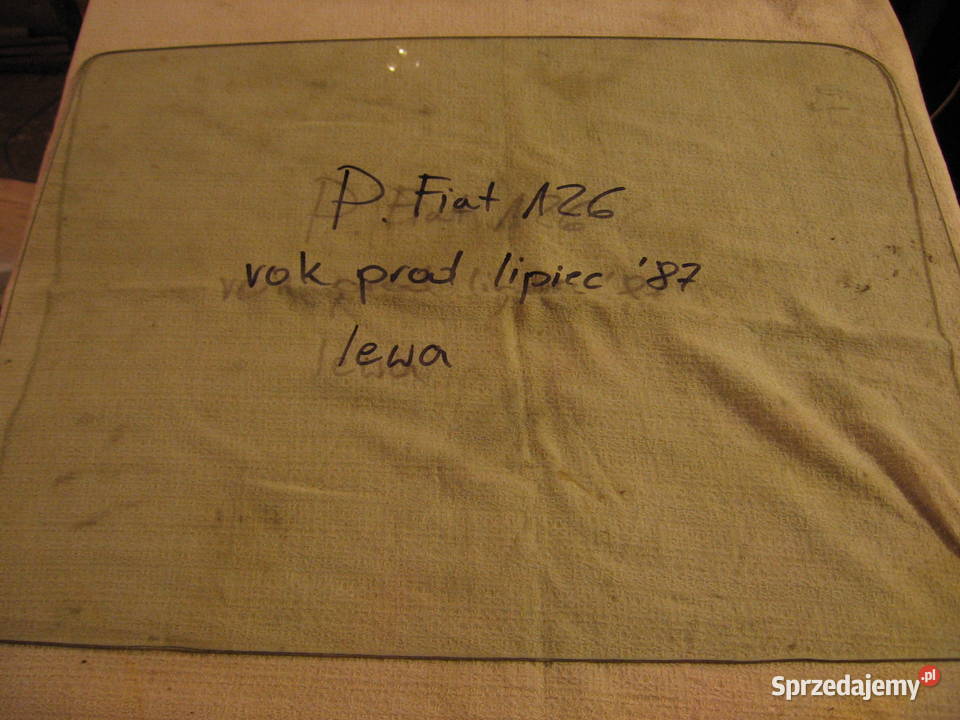 P. Fiat 126
rok prod lipiec '87
lewa
Sprzedajemy.pl